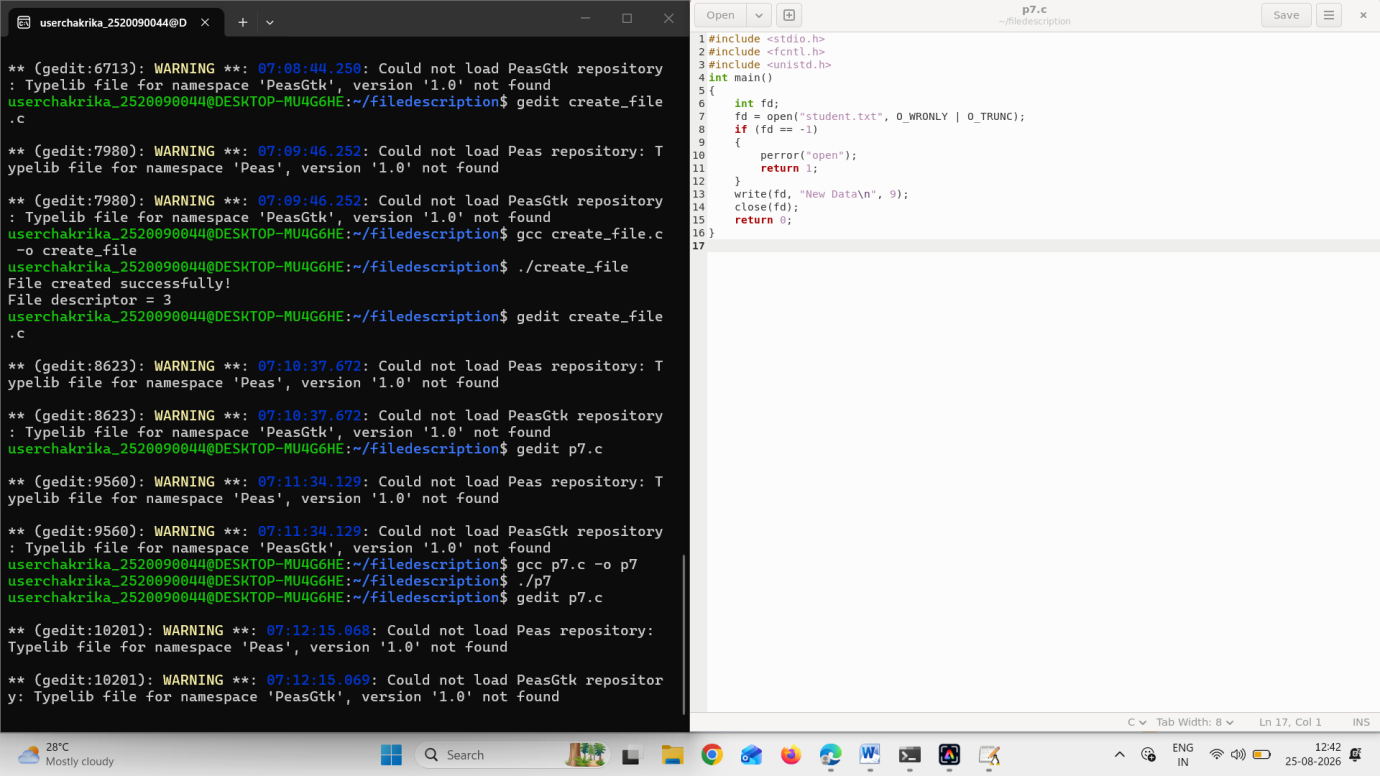 userchakrika_2520090044@D
** (gedit:6713): WARNING **: 07:08:44.250: Could not load PeasGtk repository
: Typelib file for namespace 'PeasGtk', version '1.0' not found
userchakrika_2520090044@DESKTOP-MU4G6HE:~/filedescription$ gedit create_file
.c
** (gedit:7980): WARNING **: 07:09:46.252: Could not load Peas repository: T
ypelib file for namespace 'Peas', version '1.0' not found
** (gedit:7980): WARNING **: 07:09:46.252: Could not load PeasGtk repository
: Typelib file for namespace 'PeasGtk', version '1.0' not found
userchakrika_2520090044@DESKTOP-MU4G6HE:~/filedescription$ gcc create_file.c
 -o create_file
userchakrika_2520090044@DESKTOP-MU4G6HE:~/filedescription$ ./create_file
File created successfully!
File descriptor = 3
userchakrika_2520090044@DESKTOP-MU4G6HE:~/filedescription$ gedit create_file
.c
** (gedit:8623): WARNING **: 07:10:37.672: Could not load Peas repository: T
ypelib file for namespace 'Peas', version '1.0' not found
** (gedit:8623): WARNING **: 07:10:37.672: Could not load PeasGtk repository
: Typelib file for namespace 'PeasGtk', version '1.0' not found
userchakrika_2520090044@DESKTOP-MU4G6HE:~/filedescription$ gedit p7.c
** (gedit:9560): WARNING **: 07:11:34.129: Could not load Peas repository: T
ypelib file for namespace 'Peas', version '1.0' not found
** (gedit:9560): WARNING **: 07:11:34.129: Could not load PeasGtk repository
: Typelib file for namespace 'PeasGtk', version '1.0' not found
userchakrika_2520090044@DESKTOP-MU4G6HE:~/filedescription$ gcc p7.c -o p7
userchakrika_2520090044@DESKTOP-MU4G6HE:~/filedescription$ ./p7
userchakrika_2520090044@DESKTOP-MU4G6HE:~/filedescription$ gedit p7.c
** (gedit:10201): WARNING **: 07:12:15.068: Could not load Peas repository:
Typelib file for namespace 'Peas', version '1.0' not found
** (gedit:10201): WARNING **: 07:12:15.069: Could not load PeasGtk repositor
y: Typelib file for namespace 'PeasGtk', version '1.0' not found
Open
p7.c
~/filedescription
Save
1 #include <stdio.h>
2 #include <fcntl.h>
3 #include <unistd.h>
4 int main()
5 {
6     int fd;
7     fd = open("student.txt", O_WRONLY | O_TRUNC);
8     if (fd == -1)
9     {
10         perror("open");
11         return 1;
12     }
13     write(fd, "New Data\n", 9);
14     close(fd);
15     return 0;
16 }
17
C Tab Width: 8 Ln 17, Col 1 INS
28°C
Mostly cloudy
Search
ENG
IN
12:42
25-08-2026